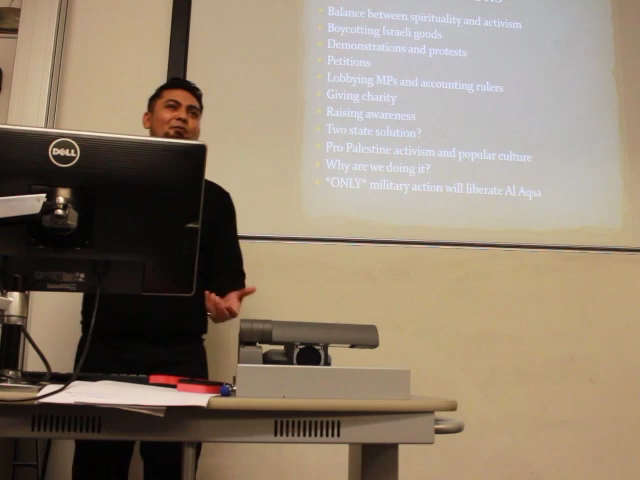 Balance between spirituality and activism
Boycotting Israeli goods
Demonstrations and protests
Petitions
Lobbying MPs and accounting rulers
Giving charity
Raising awareness
Two state solution?
Pro Palestine activism and popular culture
Why are we doing it?
*ONLY* military action will liberate Al Aqsa
DELL